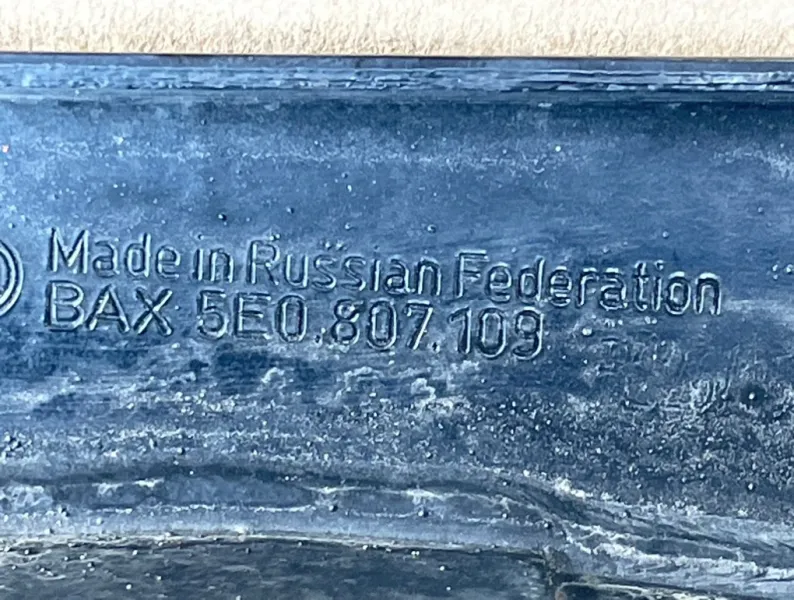 Made in Russian Federation
BAX 5E0.807.109